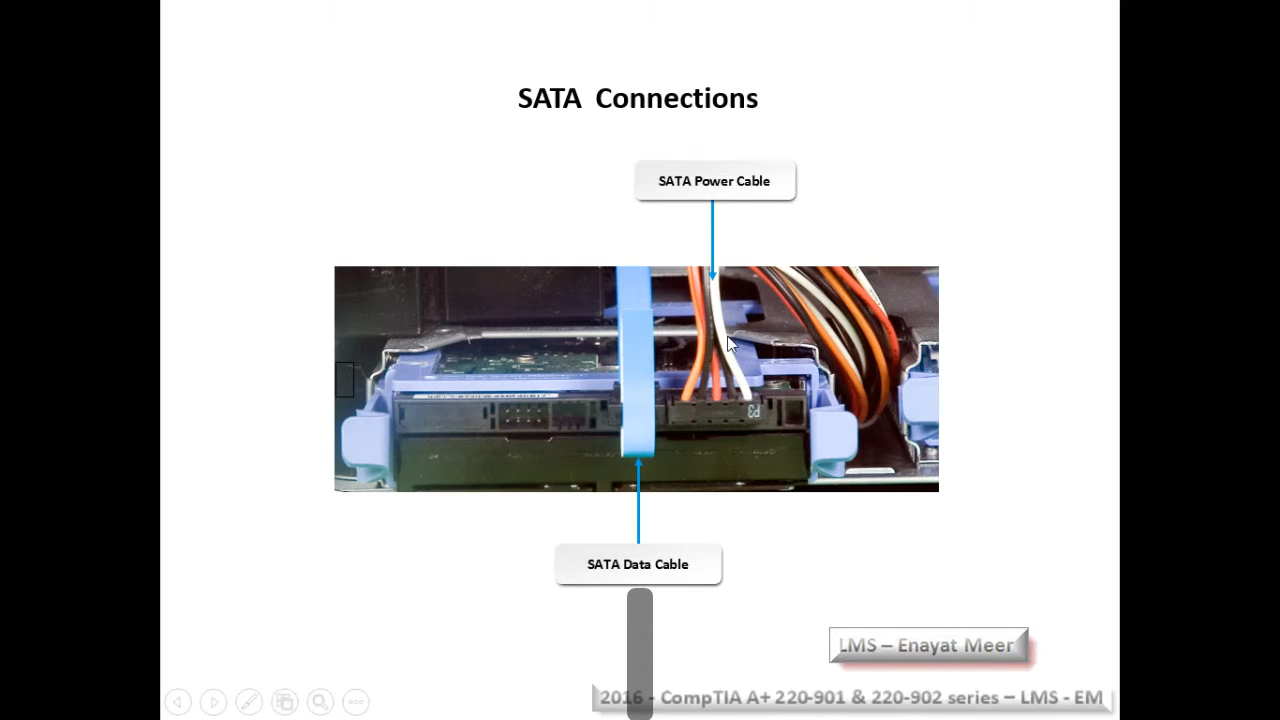 SATA Connections
SATA Power Cable
P3
SATA Data Cable
LMS – Enayat Meer
2016 - CompTIA A+ 220-901 & 220-902 series – LMS - EM